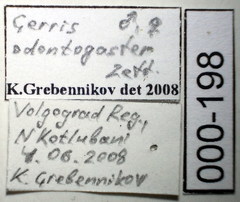 Gerris ♂, ♀
odontogaster
Zett.
K.Grebennikov det 2008
Volgograd Reg.,
N Kotlubani
4.06.2008
K. Grebennikov
000-198